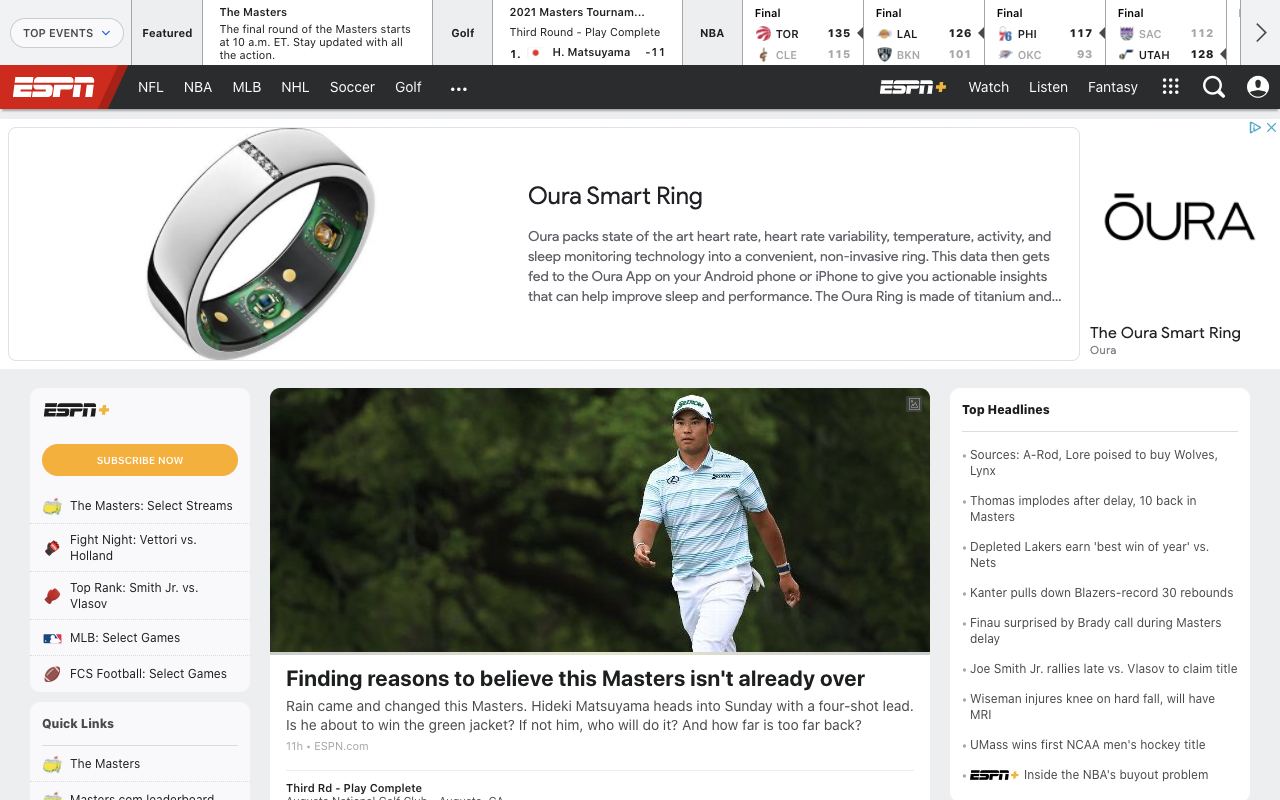 TOP EVENTS
Featured
The Masters
The final round of the Masters starts
at 10 a.m. ET. Stay updated with all
the action.
Golf
2021 Masters Tournam...
Third Round - Play Complete
1. H. Matsuyama -11
NBA
Final
TOR 135
CLE 115
Final
LAL 126
BKN 101
Final
PHI 117
OKC 93
Final
SAC 112
UTAH 128
ESPN
NFL
NBA
MLB
NHL
Soccer
Golf
...
ESPN+
Watch
Listen
Fantasy
Oura Smart Ring
Oura packs state of the art heart rate, heart rate variability, temperature, activity, and
sleep monitoring technology into a convenient, non-invasive ring. This data then gets
fed to the Oura App on your Android phone or iPhone to give you actionable insights
that can help improve sleep and performance. The Oura Ring is made of titanium and...
ŌURA
The Oura Smart Ring
Oura
ESPN+
SUBSCRIBE NOW
The Masters: Select Streams
Fight Night: Vettori vs.
Holland
Top Rank: Smith Jr. vs.
Vlasov
MLB: Select Games
FCS Football: Select Games
Quick Links
The Masters
Masters.com leaderboard
SRIXON
Finding reasons to believe this Masters isn't already over
Rain came and changed this Masters. Hideki Matsuyama heads into Sunday with a four-shot lead.
Is he about to win the green jacket? If not him, who will do it? And how far is too far back?
11h • ESPN.com
Third Rd - Play Complete
Augusta National Golf Club - Augusta, GA
Top Headlines
Sources: A-Rod, Lore poised to buy Wolves,
Lynx
Thomas implodes after delay, 10 back in
Masters
Depleted Lakers earn 'best win of year' vs.
Nets
Kanter pulls down Blazers-record 30 rebounds
Finau surprised by Brady call during Masters
delay
Joe Smith Jr. rallies late vs. Vlasov to claim title
Wiseman injures knee on hard fall, will have
MRI
UMass wins first NCAA men's hockey title
ESPN+ Inside the NBA's buyout problem